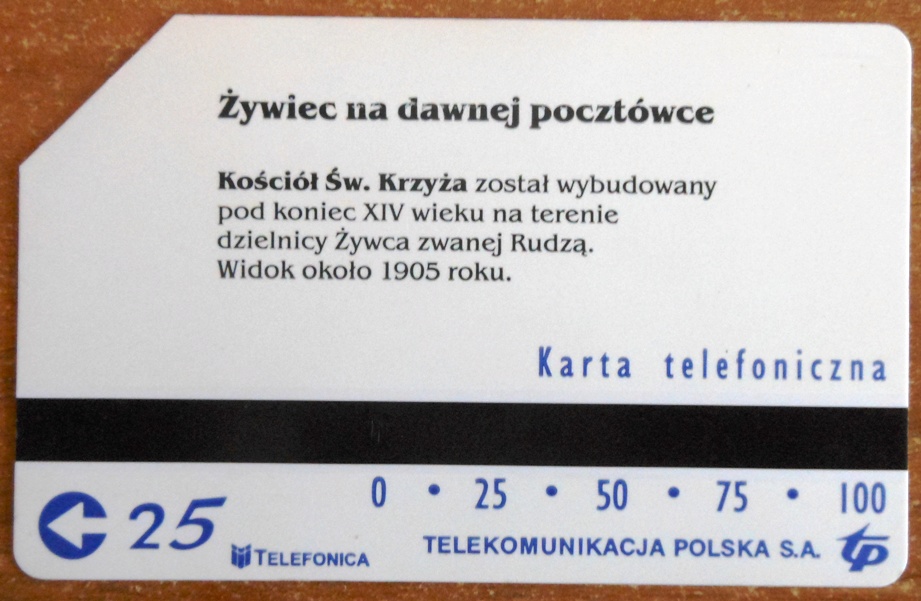 Żywiec na dawnej pocztówce
Kościół Św. Krzyża został wybudowany
pod koniec XIV wieku na terenie
dzielnicy Żywca zwanej Rudzą.
Widok około 1905 roku.
Karta telefoniczna
0 • 25 • 50 • 75 • 100
25
TELEFONICA
TELEKOMUNIKACJA POLSKA S.A. tp